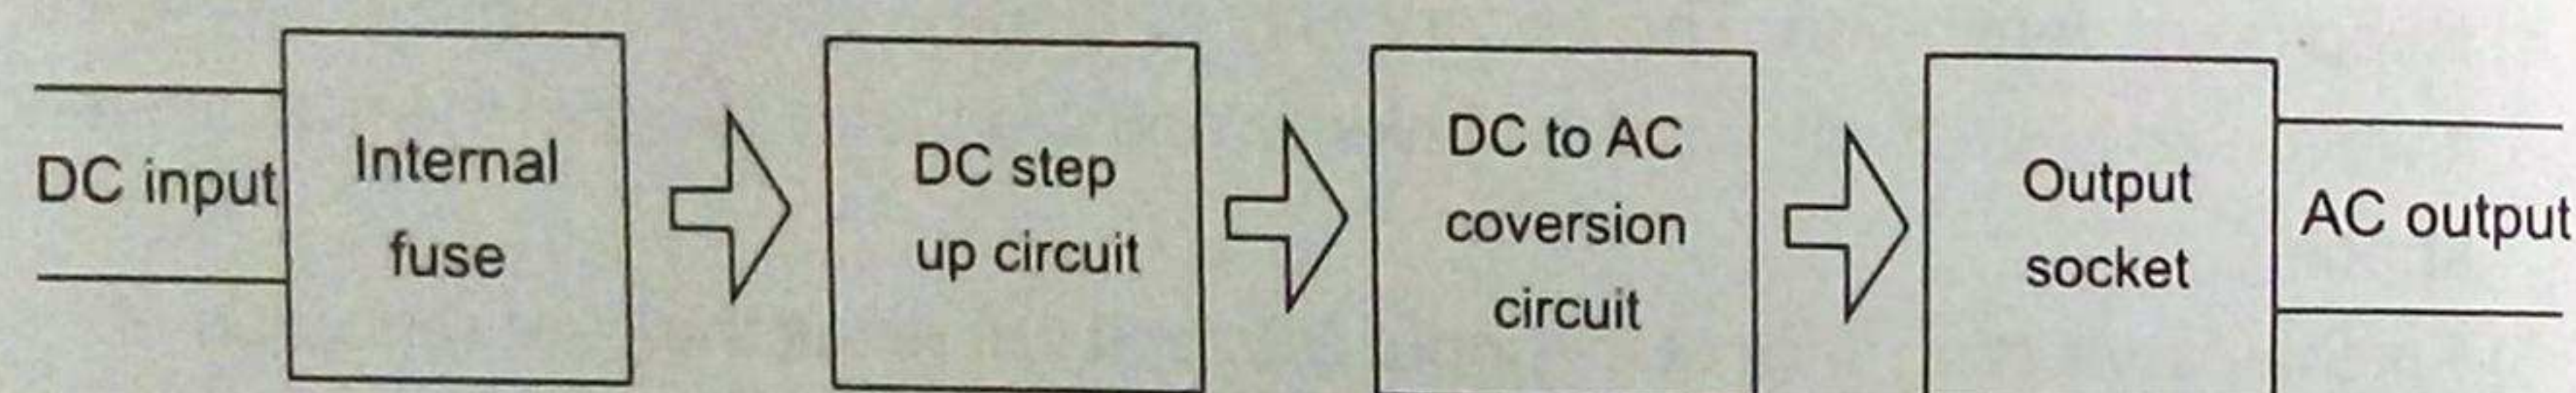 DC input
Internal
fuse
DC step
up circuit
DC to AC
coversion
circuit
Output
socket
AC output